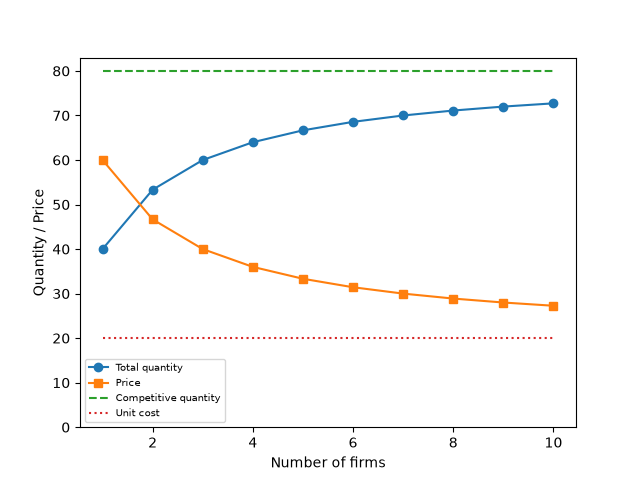 80
70
60
50
40
30
20
10
0
Quantity / Price
Total quantity
Price
Competitive quantity
Unit cost
2 4 6 8 10
Number of firms